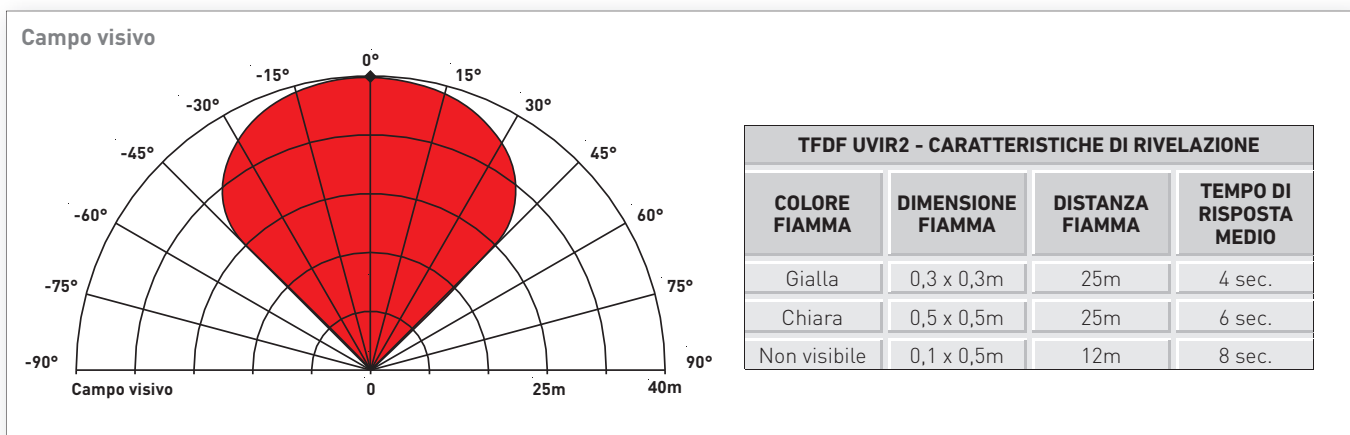 Campo visivo
0°
-15° 15°
-30° 30°
-45° 45°
-60° 60°
-75° 75°
-90° 90°
Campo visivo 0 25m 40m
TFDF UVIR2 - CARATTERISTICHE DI RIVELAZIONE
COLORE FIAMMA DIMENSIONE FIAMMA DISTANZA FIAMMA TEMPO DI RISPOSTA MEDIO
Gialla 0,3 x 0,3m 25m 4 sec.
Chiara 0,5 x 0,5m 25m 6 sec.
Non visibile 0,1 x 0,5m 12m 8 sec.